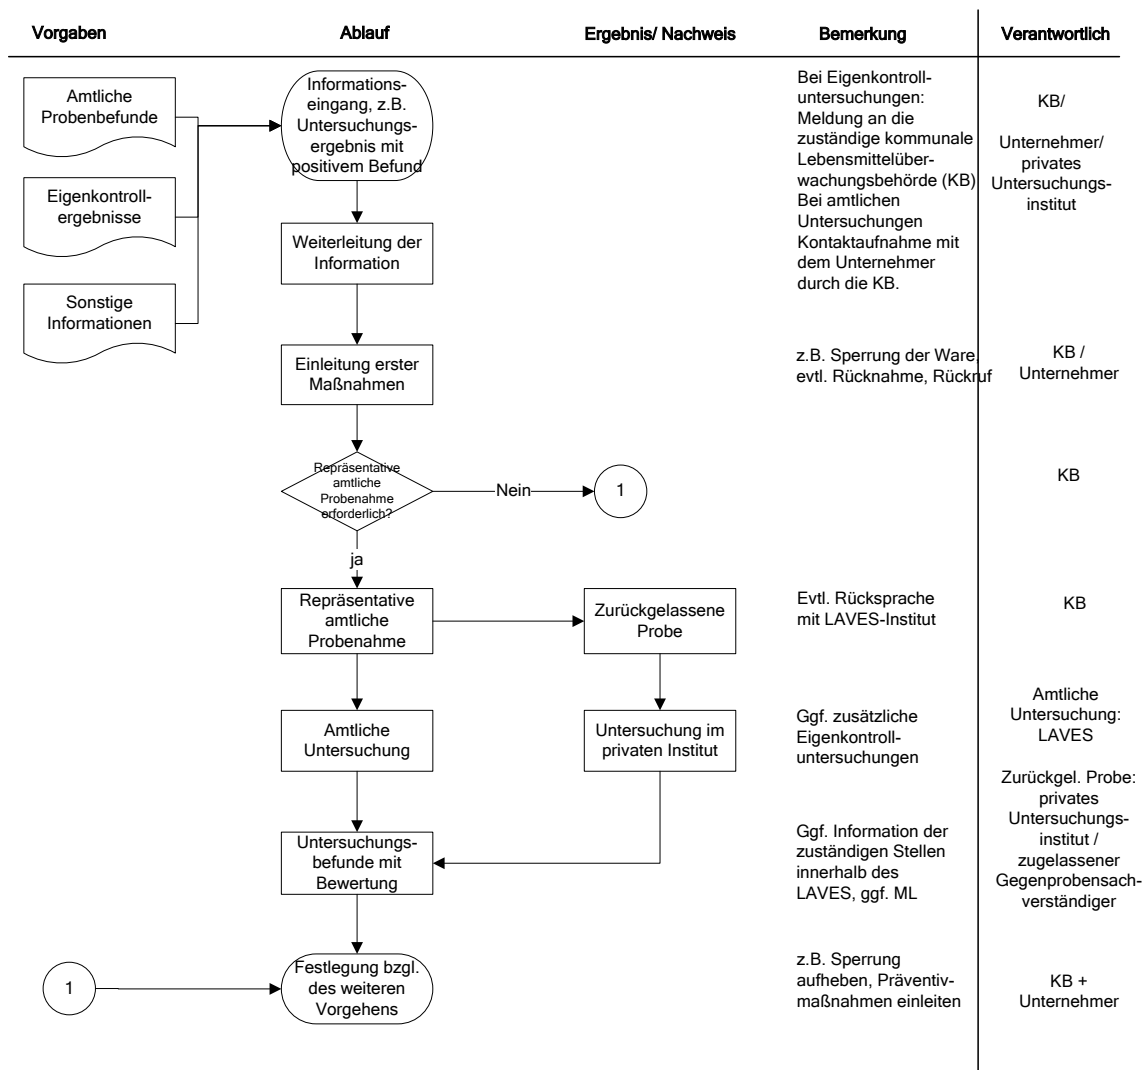 Vorgaben
Ablauf
Ergebnis/ Nachweis
Bemerkung
Verantwortlich
Amtliche
Probenbefunde
Eigenkontroll-
ergebnisse
Sonstige
Informationen
Informations-
eingang, z.B.
Untersuchungs-
ergebnis mit
positivem Befund
Bei Eigenkontroll-
untersuchungen:
Meldung an die
zuständige kommunale
Lebensmittelüber-
wachungsbehörde (KB)
Bei amtlichen
Untersuchungen
Kontaktaufnahme mit
dem Unternehmer
durch die KB.
KB/
Unternehmer/
privates
Untersuchungs-
institut
Weiterleitung der
Information
Einleitung erster
Maßnahmen
z.B. Sperrung der Ware,
evtl. Rücknahme, Rückruf
KB /
Unternehmer
Repräsentative
amtliche
Probenahme
erforderlich?
Nein
1
KB
ja
Repräsentative
amtliche
Probenahme
Zurückgelassene
Probe
Evtl. Rücksprache
mit LAVES-Institut
KB
Amtliche
Untersuchung
Untersuchung im
privaten Institut
Ggf. zusätzliche
Eigenkontroll-
untersuchungen
Amtliche
Untersuchung:
LAVES
Zurückgel. Probe:
privates
Untersuchungs-
institut /
zugelassener
Gegenprobensach-
verständiger
Untersuchungs-
befunde mit
Bewertung
Ggf. Information der
zuständigen Stellen
innerhalb des
LAVES, ggf. ML
1
Festlegung bzgl.
des weiteren
Vorgehens
z.B. Sperrung
aufheben, Präventiv-
maßnahmen einleiten
KB +
Unternehmer